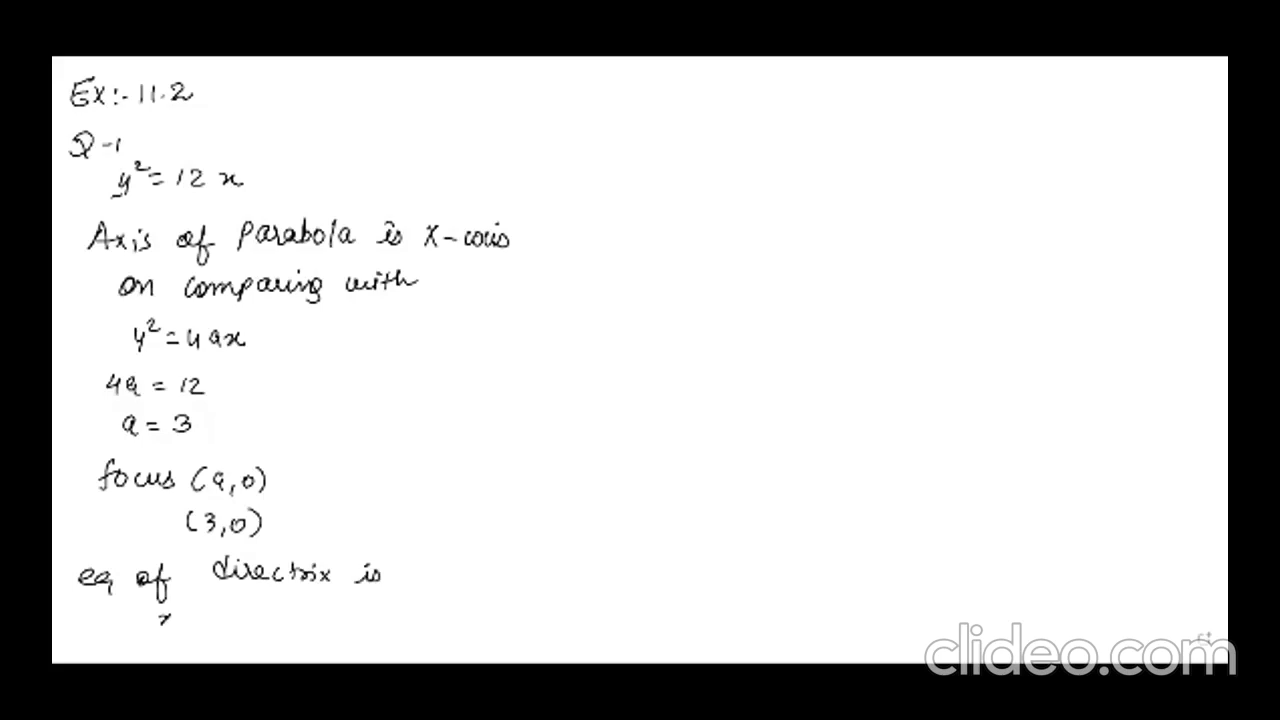 Ex:- 11.2
Q-1
y² = 12 x
Axis of parabola is x-axis
on comparing with
y² = 4ax
4a = 12
a = 3
focus (a,0)
(3,0)
eq of directrix is
x
clideo.com